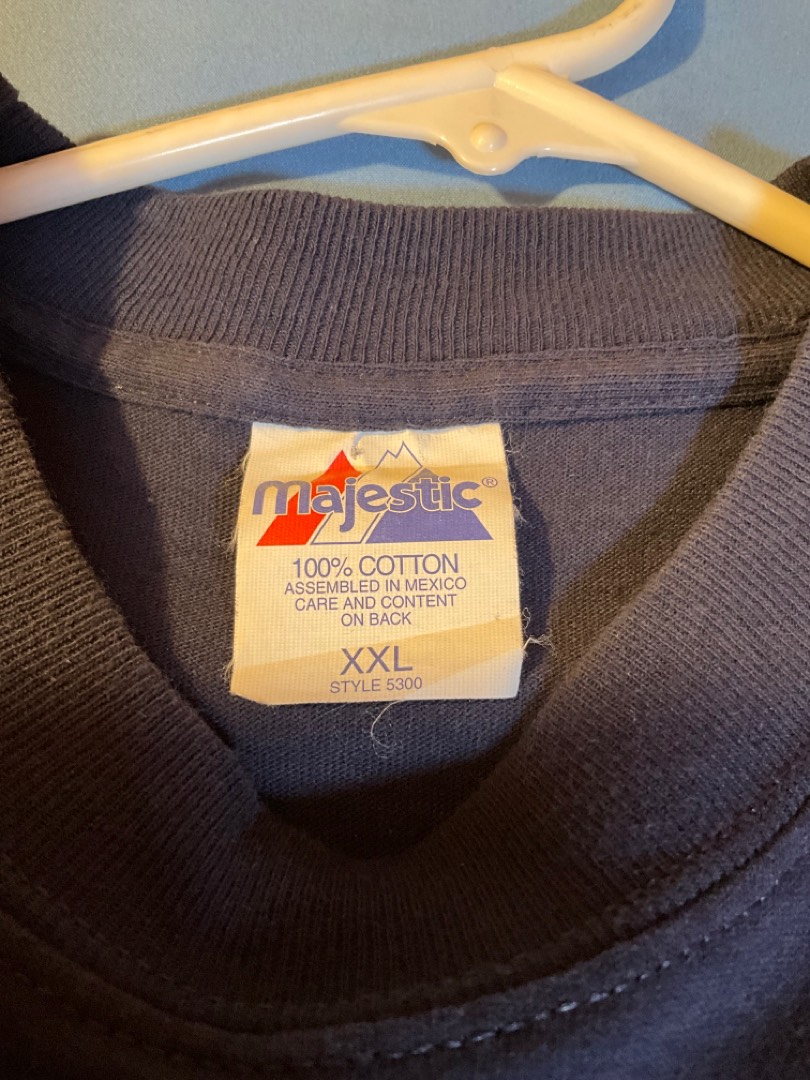 majestic®
100% COTTON
ASSEMBLED IN MEXICO
CARE AND CONTENT
ON BACK
XXL
STYLE 5300